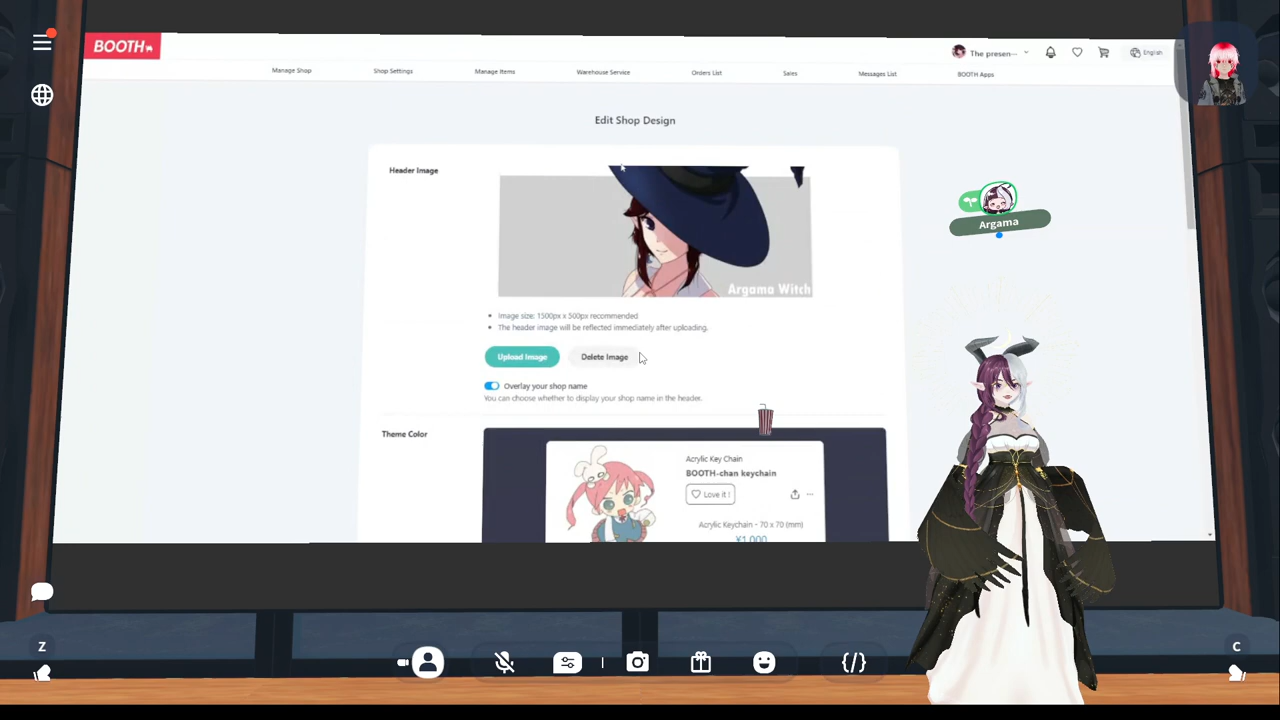 BOOTH
The presen...
English
Manage Shop
Shop Settings
Manage Items
Warehouse Service
Orders List
Sales
Messages List
BOOTH Apps
Edit Shop Design
Header Image
Argama Witch
Argama
Image size: 1500px x 500px recommended
The header image will be reflected immediately after uploading.
Upload Image
Delete Image
Overlay your shop name
You can choose whether to display your shop name in the header.
Theme Color
Acrylic Key Chain
BOOTH-chan keychain
Love it !
Acrylic Keychain - 70 x 70 (mm)
¥1,000
Z
C
{/}